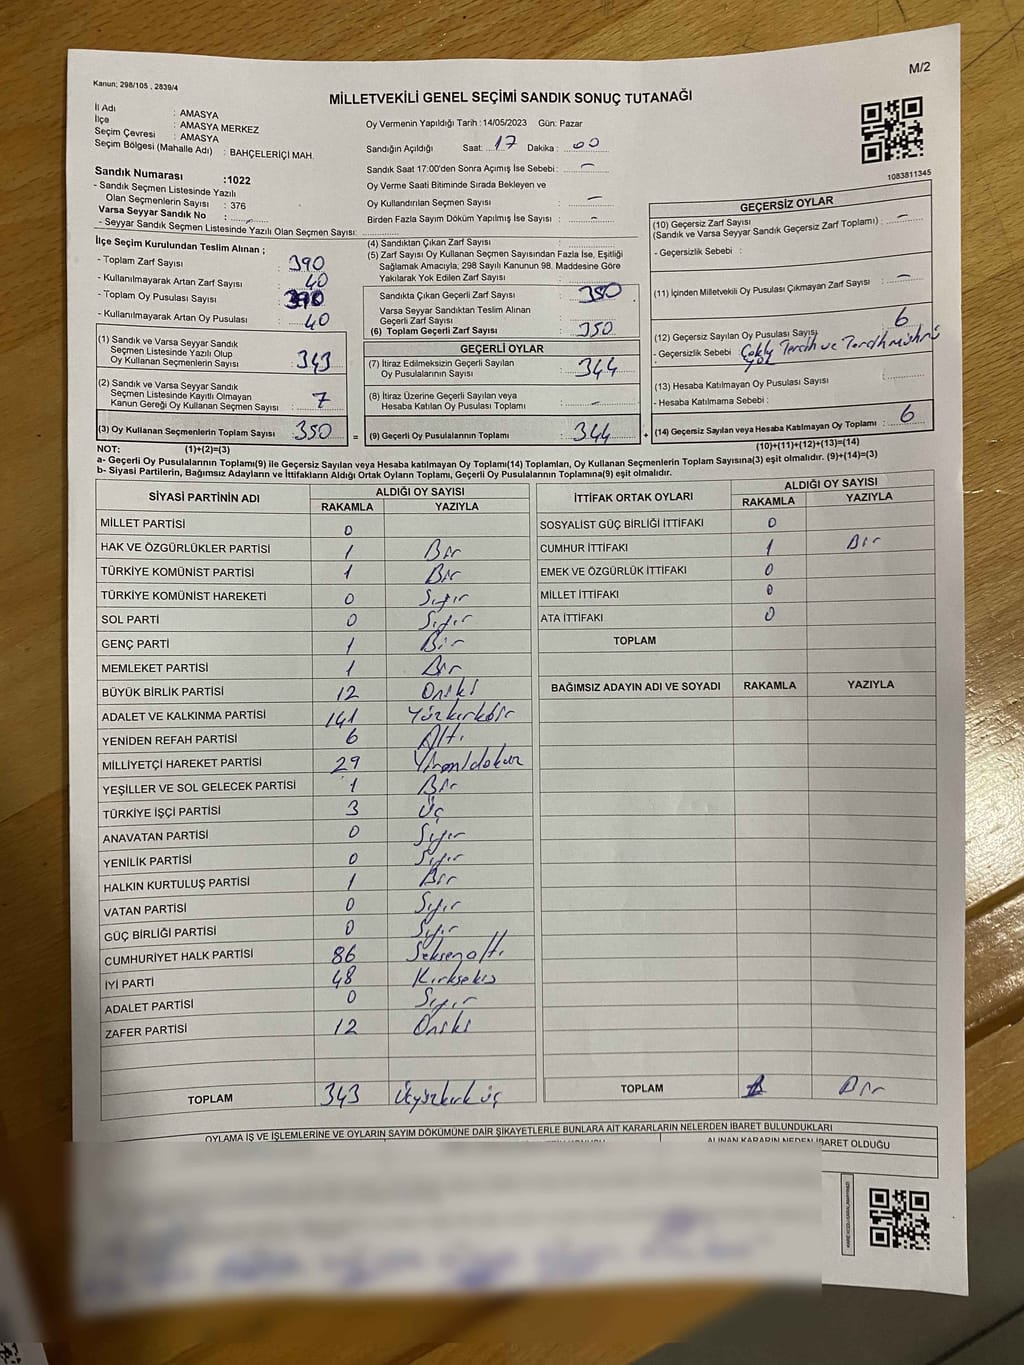 M/2
Kanun; 298/105 , 2839/4
MİLLETVEKİLİ GENEL SEÇİMİ SANDIK SONUÇ TUTANAĞI
İl Adı : AMASYA
İlçe : AMASYA MERKEZ
Seçim Çevresi : AMASYA
Seçim Bölgesi (Mahalle Adı) : BAHÇELERİÇİ MAH.
Oy Vermenin Yapıldığı Tarih : 14/05/2023 Gün: Pazar
Sandığın Açıldığı Saat: 17 Dakika : 00
Sandık Saat 17:00'den Sonra Açımış İse Sebebi : -
Oy Verme Saati Bitiminde Sırada Bekleyen ve
Oy Kullandırılan Seçmen Sayısı -
Birden Fazla Sayım Döküm Yapılmış İse Sayısı -
1083811345
Sandık Numarası :1022
- Sandık Seçmen Listesinde Yazılı
Olan Seçmenlerin Sayısı : 376
Varsa Seyyar Sandık No :
- Seyyar Sandık Seçmen Listesinde Yazılı Olan Seçmen Sayısı:
İlçe Seçim Kurulundan Teslim Alınan ;
- Toplam Zarf Sayısı : 390
- Kullanılmayarak Artan Zarf Sayısı : 40
- Toplam Oy Pusulası Sayısı : 390
- Kullanılmayarak Artan Oy Pusulası : 40
(1) Sandık ve Varsa Seyyar Sandık
Seçmen Listesinde Yazılı Olup
Oy Kullanan Seçmenlerin Sayısı : 343
(2) Sandık ve Varsa Seyyar Sandık
Seçmen Listesinde Kayıtlı Olmayan
Kanun Gereği Oy Kullanan Seçmen Sayısı : 7
(3) Oy Kullanan Seçmenlerin Toplam Sayısı 350 =
(4) Sandıktan Çıkan Zarf Sayısı :
(5) Zarf Sayısı Oy Kullanan Seçmen Sayısından Fazla İse, Eşitliği
Sağlamak Amacıyla; 298 Sayılı Kanunun 98. Maddesine Göre
Yakılarak Yok Edilen Zarf Sayısı :
Sandıkta Çıkan Geçerli Zarf Sayısı : 350
Varsa Seyyar Sandıktan Teslim Alınan
Geçerli Zarf Sayısı :
(6) Toplam Geçerli Zarf Sayısı : 350
GEÇERLİ OYLAR
(7) İtiraz Edilmeksizin Geçerli Sayılan
Oy Pusulalarının Sayısı : 344
(8) İtiraz Üzerine Geçerli Sayılan veya
Hesaba Katılan Oy Pusulası Toplamı : -
(9) Geçerli Oy Pusulalarının Toplamı : 344 +
GEÇERSİZ OYLAR
(10) Geçersiz Zarf Sayısı
(Sandık ve Varsa Seyyar Sandık Geçersiz Zarf Toplamı) : -
- Geçersizlik Sebebi :
(11) İçinden Milletvekili Oy Pusulası Çıkmayan Zarf Sayısı : -
(12) Geçersiz Sayılan Oy Pusulası Sayısı 6
- Geçersizlik Sebebi Tercih ve
(13) Hesaba Katılmayan Oy Pusulası Sayısı :
- Hesaba Katılmama Sebebi :
(14) Geçersiz Sayılan veya Hesaba Katılmayan Oy Toplamı : 6
NOT: (1)+(2)=(3)
(10)+(11)+(12)+(13)=(14)
a- Geçerli Oy Pusulalarının Toplamı(9) ile Geçersiz Sayılan veya Hesaba katılmayan Oy Toplamı(14) Toplamları, Oy Kullanan Seçmenlerin Toplam Sayısına(3) eşit olmalıdır. (9)+(14)=(3)
b- Siyasi Partilerin, Bağımsız Adayların ve İttifakların Aldığı Ortak Oyların Toplamı, Geçerli Oy Pusulalarının Toplamına(9) eşit olmalıdır.
SİYASİ PARTİNİN ADI ALDIĞI OY SAYISI
RAKAMLA YAZIYLA
MİLLET PARTİSİ 0
HAK VE ÖZGÜRLÜKLER PARTİSİ 1 Bir
TÜRKİYE KOMÜNİST PARTİSİ 1 Bir
TÜRKİYE KOMÜNİST HAREKETİ 0 Sıfır
SOL PARTİ 0 Sıfır
GENÇ PARTİ 1 Bir
MEMLEKET PARTİSİ 1 Bir
BÜYÜK BİRLİK PARTİSİ 12 Oniki
ADALET VE KALKINMA PARTİSİ 141 Yüzkırkbir
YENİDEN REFAH PARTİSİ 6 Altı
MİLLİYETÇİ HAREKET PARTİSİ 29 Yirmidokuz
YEŞİLLER VE SOL GELECEK PARTİSİ 1 Bir
TÜRKİYE İŞÇİ PARTİSİ 3 Üç
ANAVATAN PARTİSİ 0 Sıfır
YENİLİK PARTİSİ 0 Sıfır
HALKIN KURTULUŞ PARTİSİ 1 Bir
VATAN PARTİSİ 0 Sıfır
GÜÇ BİRLİĞİ PARTİSİ 0 Sıfır
CUMHURİYET HALK PARTİSİ 86 Seksenaltı
İYİ PARTİ 48 Kırksekiz
ADALET PARTİSİ 0 Sıfır
ZAFER PARTİSİ 12 Oniki
TOPLAM 343 Üçyüzkırküç
İTTİFAK ORTAK OYLARI ALDIĞI OY SAYISI
RAKAMLA YAZIYLA
SOSYALİST GÜÇ BİRLİĞİ İTTİFAKI 0
CUMHUR İTTİFAKI 1 Bir
EMEK VE ÖZGÜRLÜK İTTİFAKI 0
MİLLET İTTİFAKI 0
ATA İTTİFAKI 0
TOPLAM
BAĞIMSIZ ADAYIN ADI VE SOYADI RAKAMLA YAZIYLA
TOPLAM 1 Bir
OYLAMA İŞ VE İŞLEMLERİNE VE OYLARIN SAYIM DÖKÜMÜNE DAİR ŞİKAYETLERLE BUNLARA AİT KARARLARIN NELERDEN İBARET BULUNDUKLARI
ALINAN KARARIN NEDEN İBARET OLDUĞU